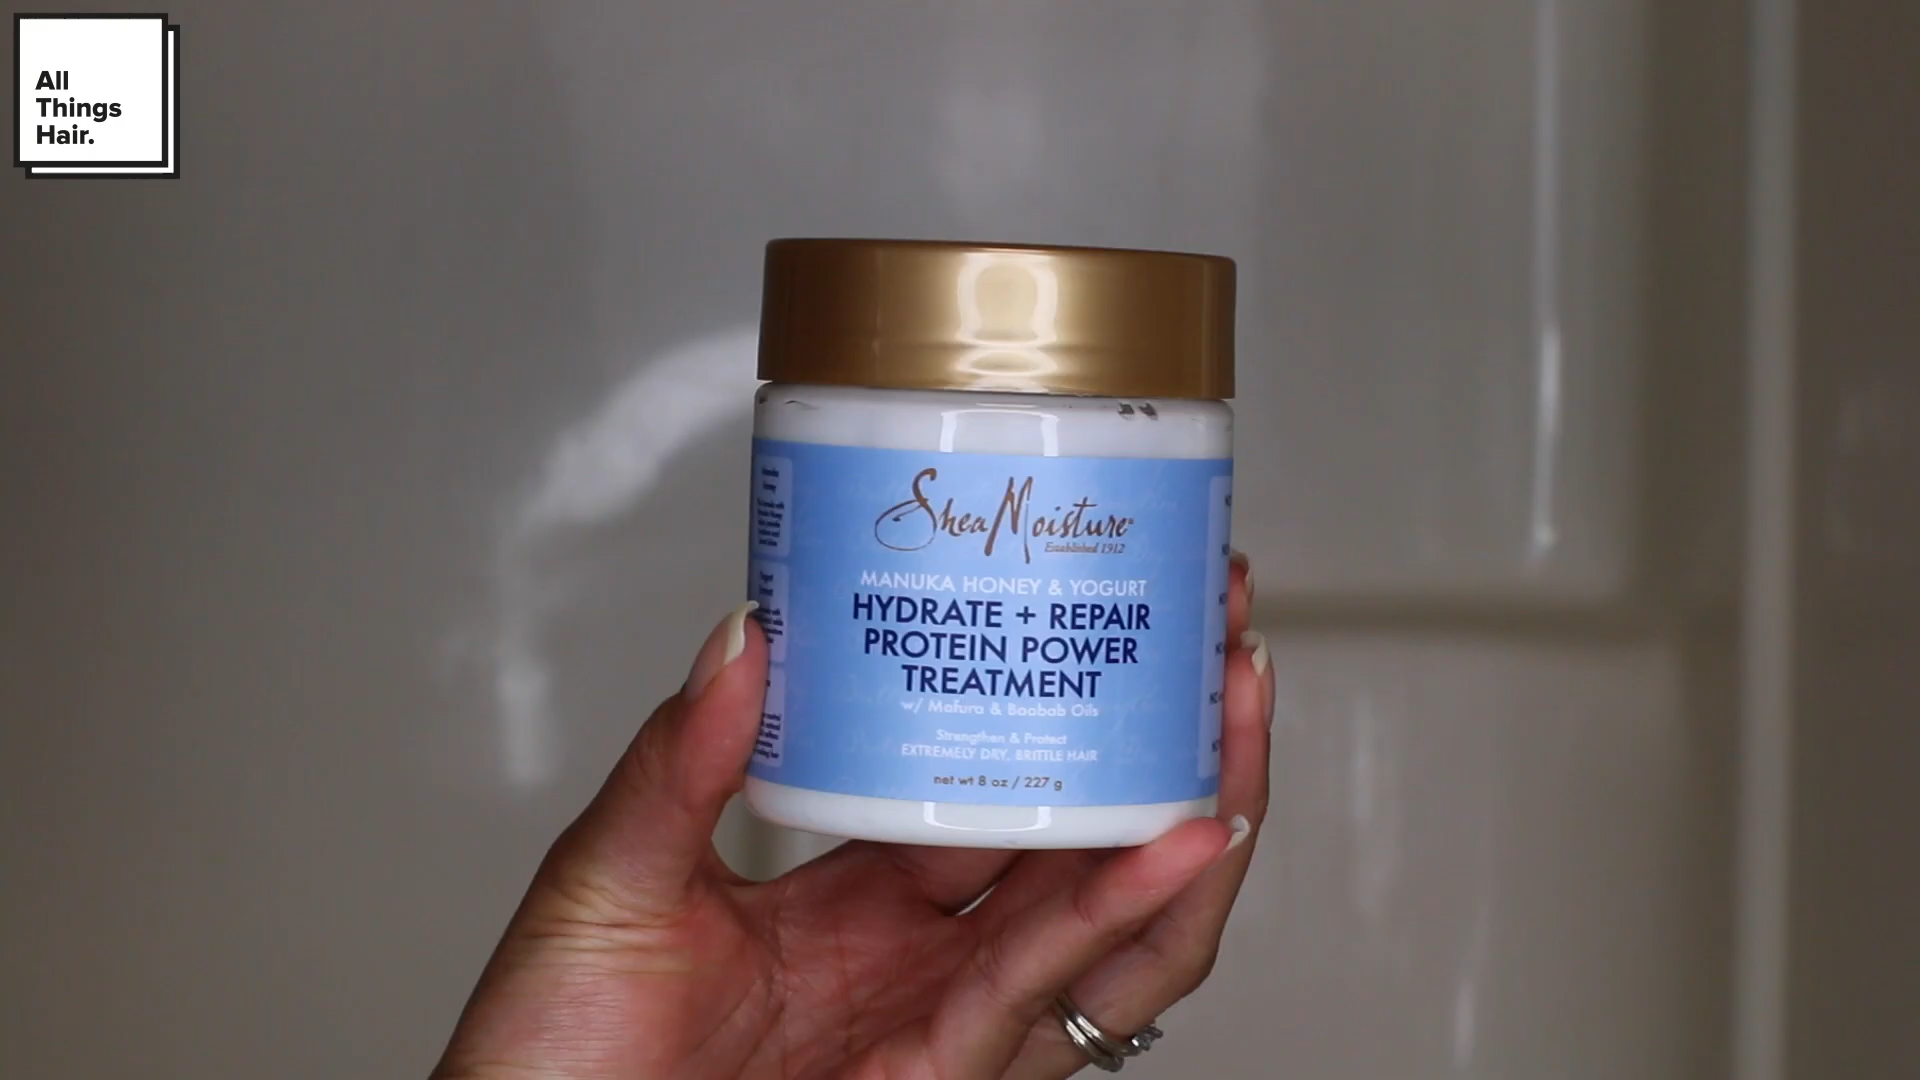 All
Things
Hair.
SheaMoisture
Established 1912
MANUKA HONEY & YOGURT
HYDRATE + REPAIR
PROTEIN POWER
TREATMENT
w/ Mafura & Baobab Oils
Strengthen & Protect
EXTREMELY DRY, BRITTLE HAIR
net wt 8 oz / 227 g